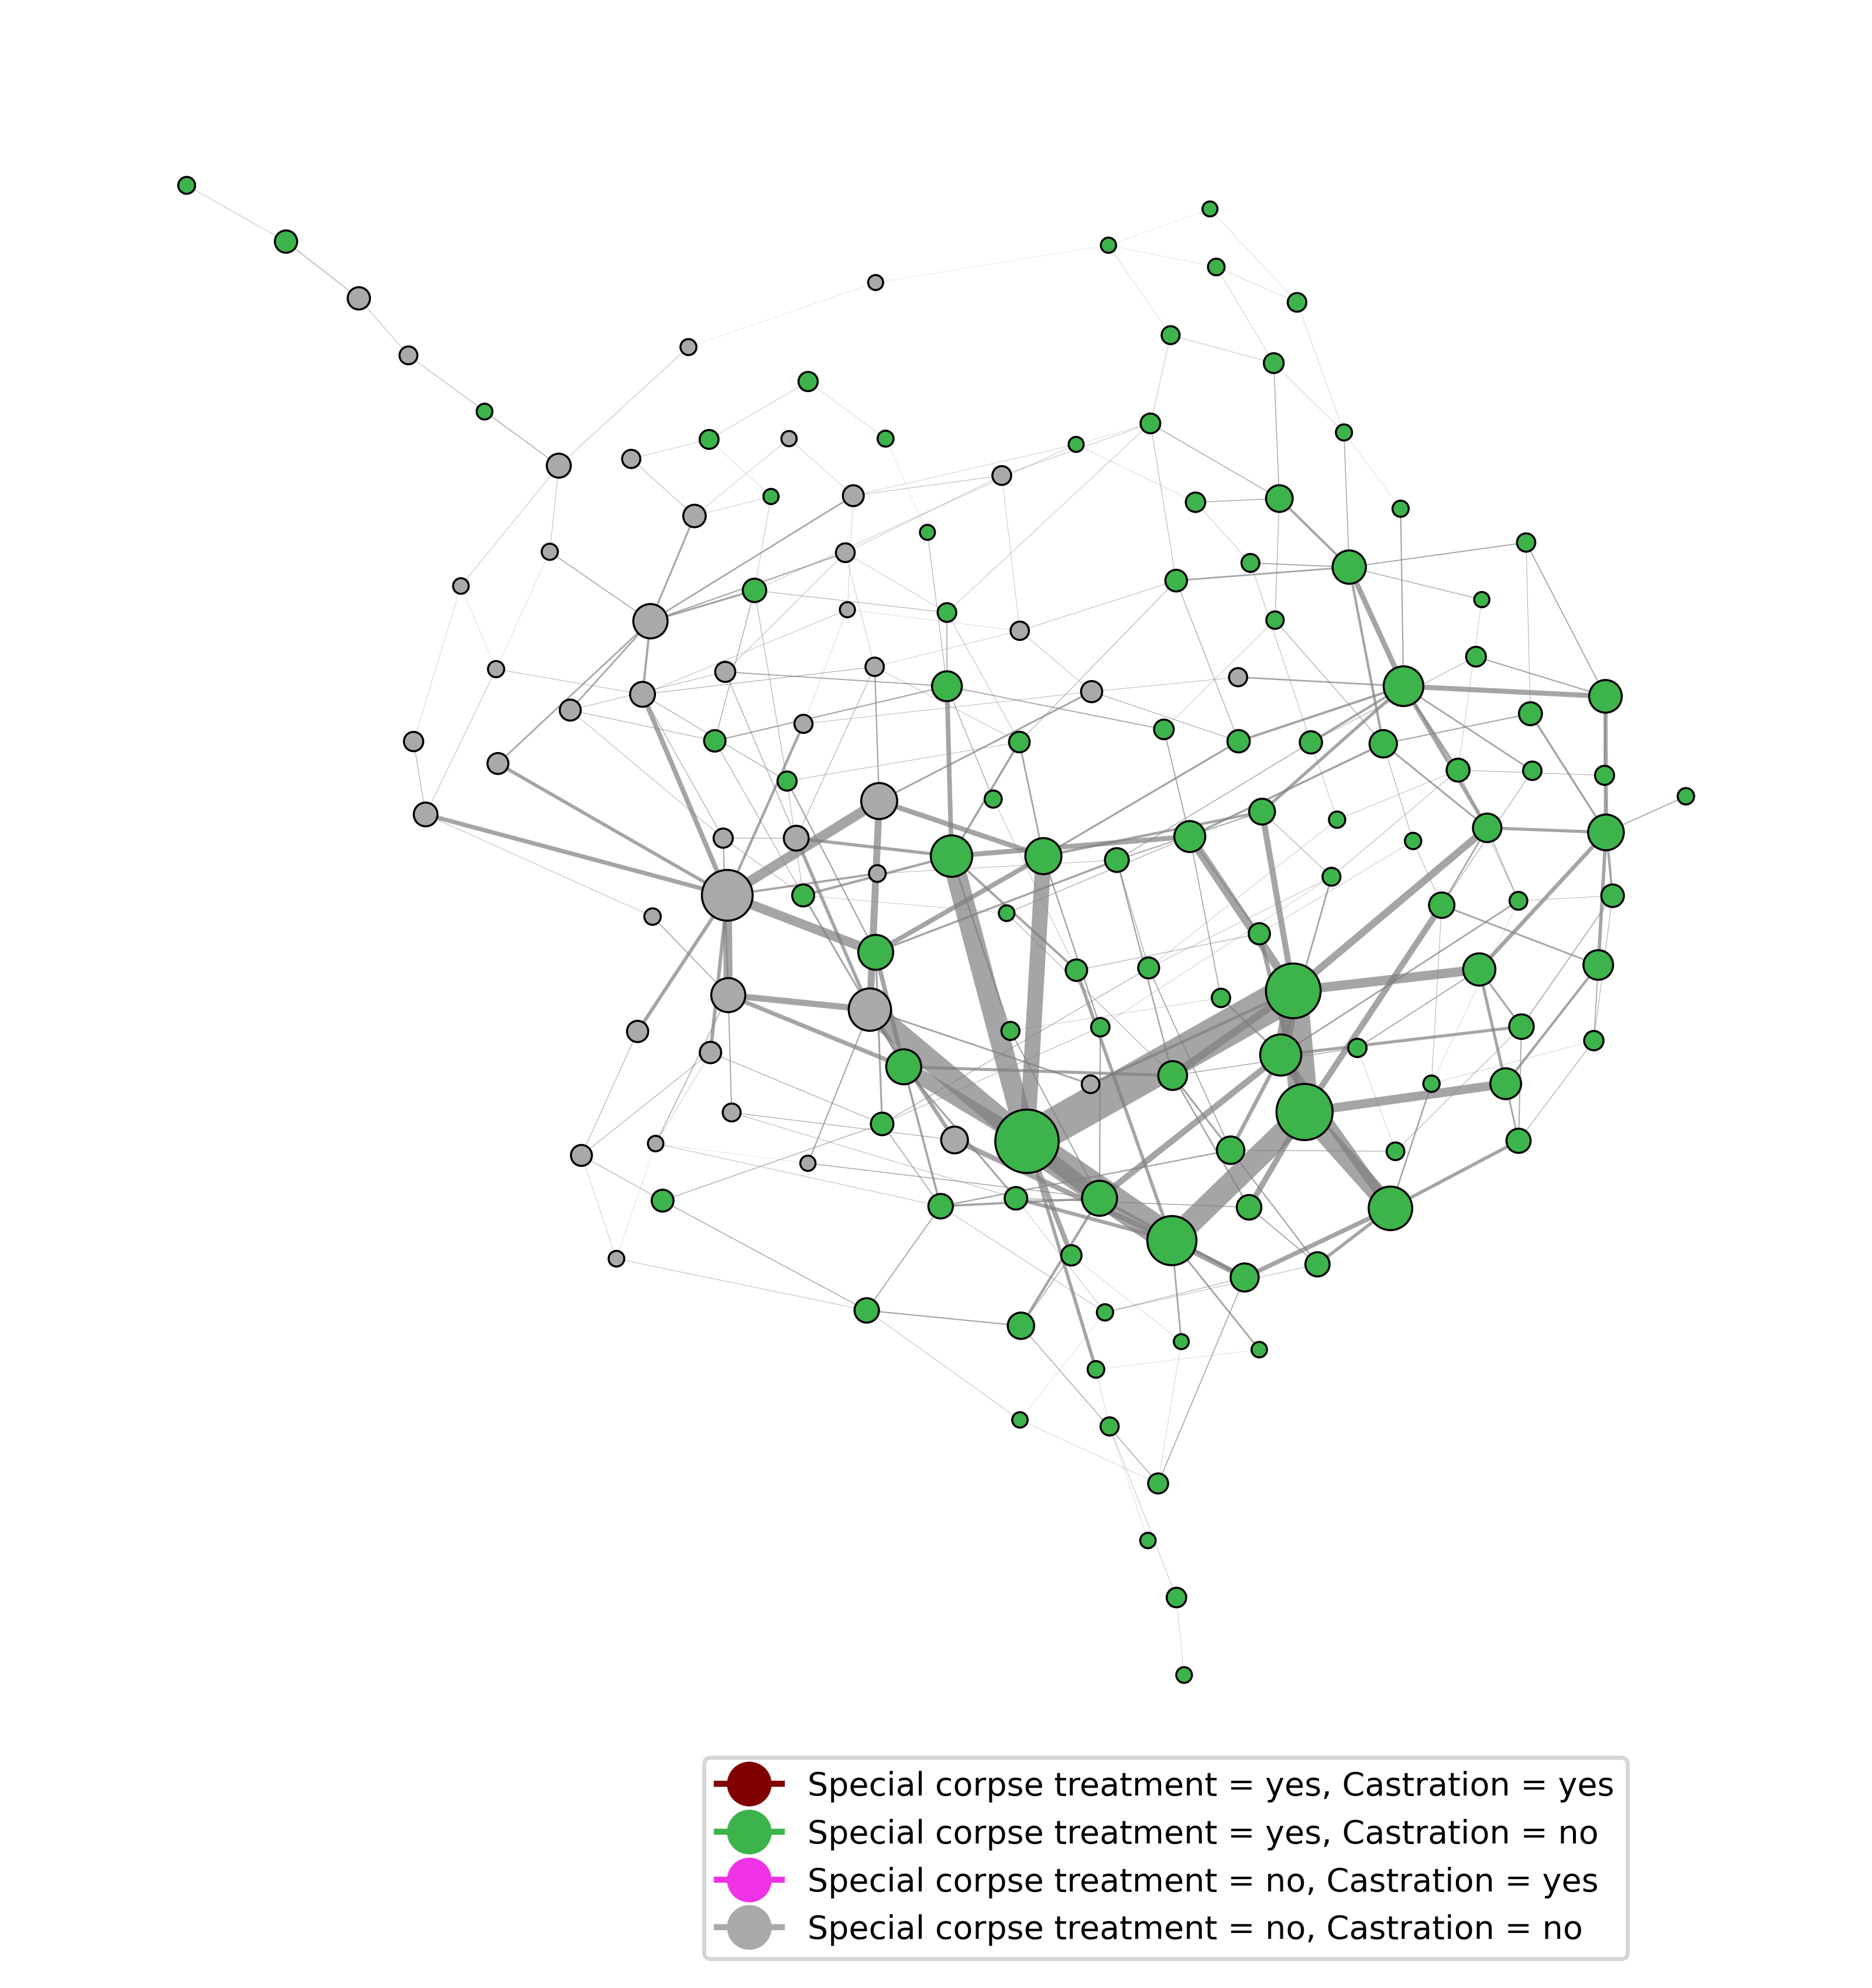 Special corpse treatment = yes, Castration = yes
Special corpse treatment = yes, Castration = no
Special corpse treatment = no, Castration = yes
Special corpse treatment = no, Castration = no